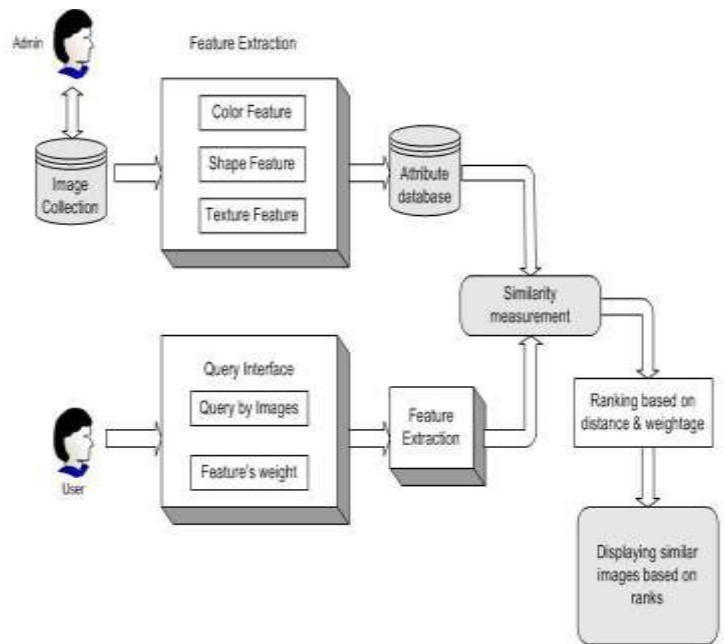 Admin
Feature Extraction
Color Feature
Shape Feature
Texture Feature
Image
Collection
Attribute
database
Similarity
measurement
Query Interface
Query by Images
Feature's weight
User
Feature
Extraction
Ranking based on
distance & weightage
Displaying similar
images based on
ranks